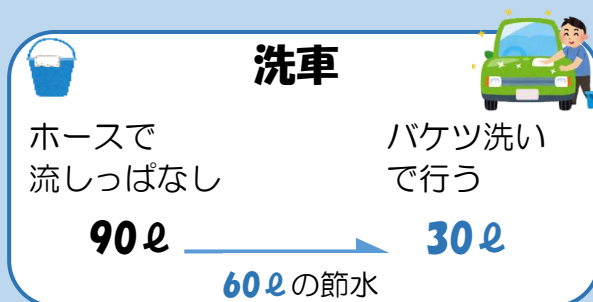 洗車
ホースで
流しっぱなし
バケツ洗い
で行う
90ℓ
30ℓ
60ℓの節水